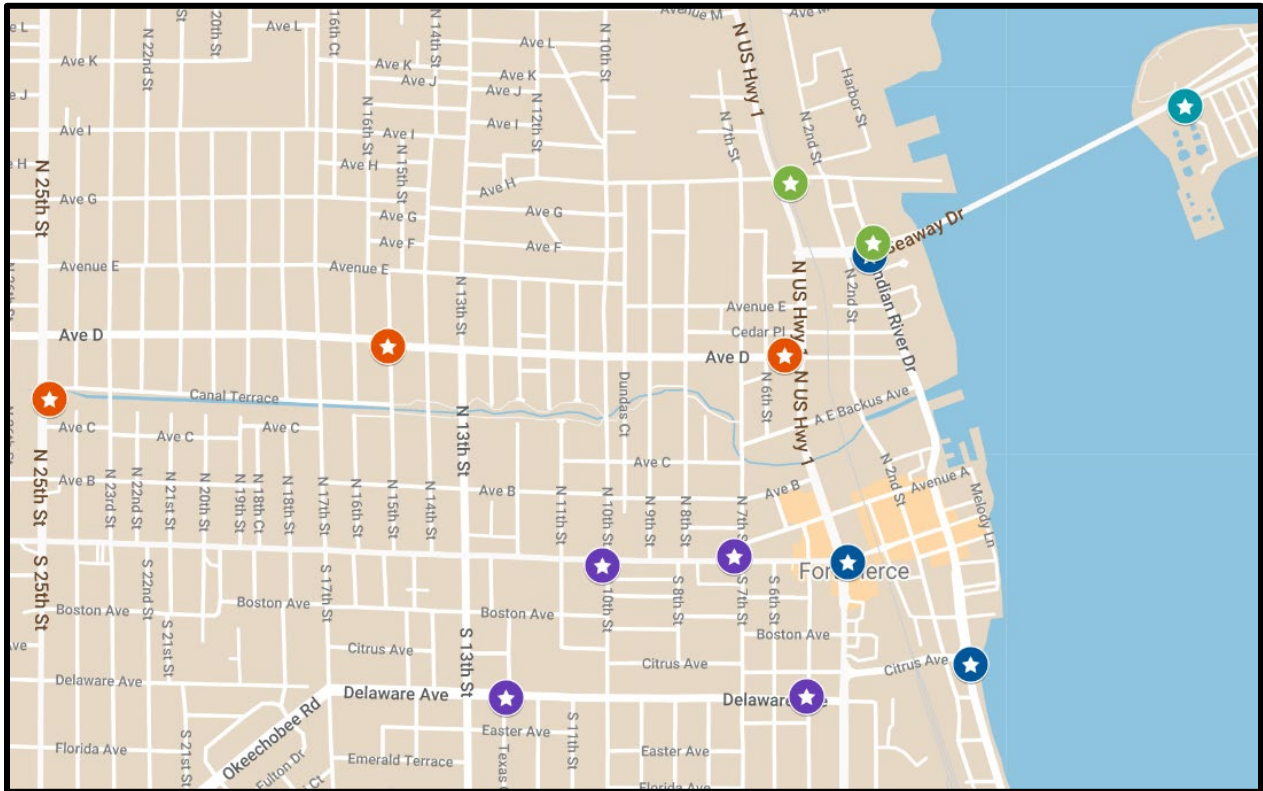 Avenue M
Ave M
e L
Ave L
Ave L
N 22nd St
20th St
16th Ct
N 14th St
N 10th St
N US Hwy 1
Harbor St
Ave K
Ave K
Ave K
Ave J
Ave J
e J
N 12th St
Ave I
Ave I
Ave I
N 16th St
N 15th St
N 7th St
N 2nd St
H
Ave H
Ave H
N 25th St
Ave G
Ave G
Ave G
Ave F
Ave F
Seaway Dr
Avenue E
Avenue E
N 13th St
N US Hwy 1
N 2nd St
Indian River Dr
Avenue E
Cedar Pl
Ave D
Ave D
Canal Terrace
Dundas Ct
N 6th St
N US Hwy 1
A E Backus Ave
Ave C
Ave C
Ave C
N 13th St
Ave C
N 25th St
Ave B
N 23rd St
N 22nd St
N 21st St
N 20th St
N 19th St
N 18th Ct
N 18th St
N 17th St
N 16th St
N 15th St
N 14th St
Ave B
N 11th St
N 10th St
N 9th St
N 8th St
N 7th S
Ave B
N 2nd St
Avenue A
Melody Ln
S 25th St
S 22nd St
S 17th St
10th St
S 8th St
S 7th St
S 6th St
For
erce
Boston Ave
Boston Ave
Boston Ave
Boston Ave
S 21st St
S 13th St
ve
Citrus Ave
Citrus Ave
Citrus Ave
Delaware Ave
Delaware Ave
Delaware
e
Okeechobee Rd
Easter Ave
Easter Ave
S 11th St
Texas C
Florida Ave
S 21st St
Fulton Dr
Ct
Emerald Terrace
Florida Ave